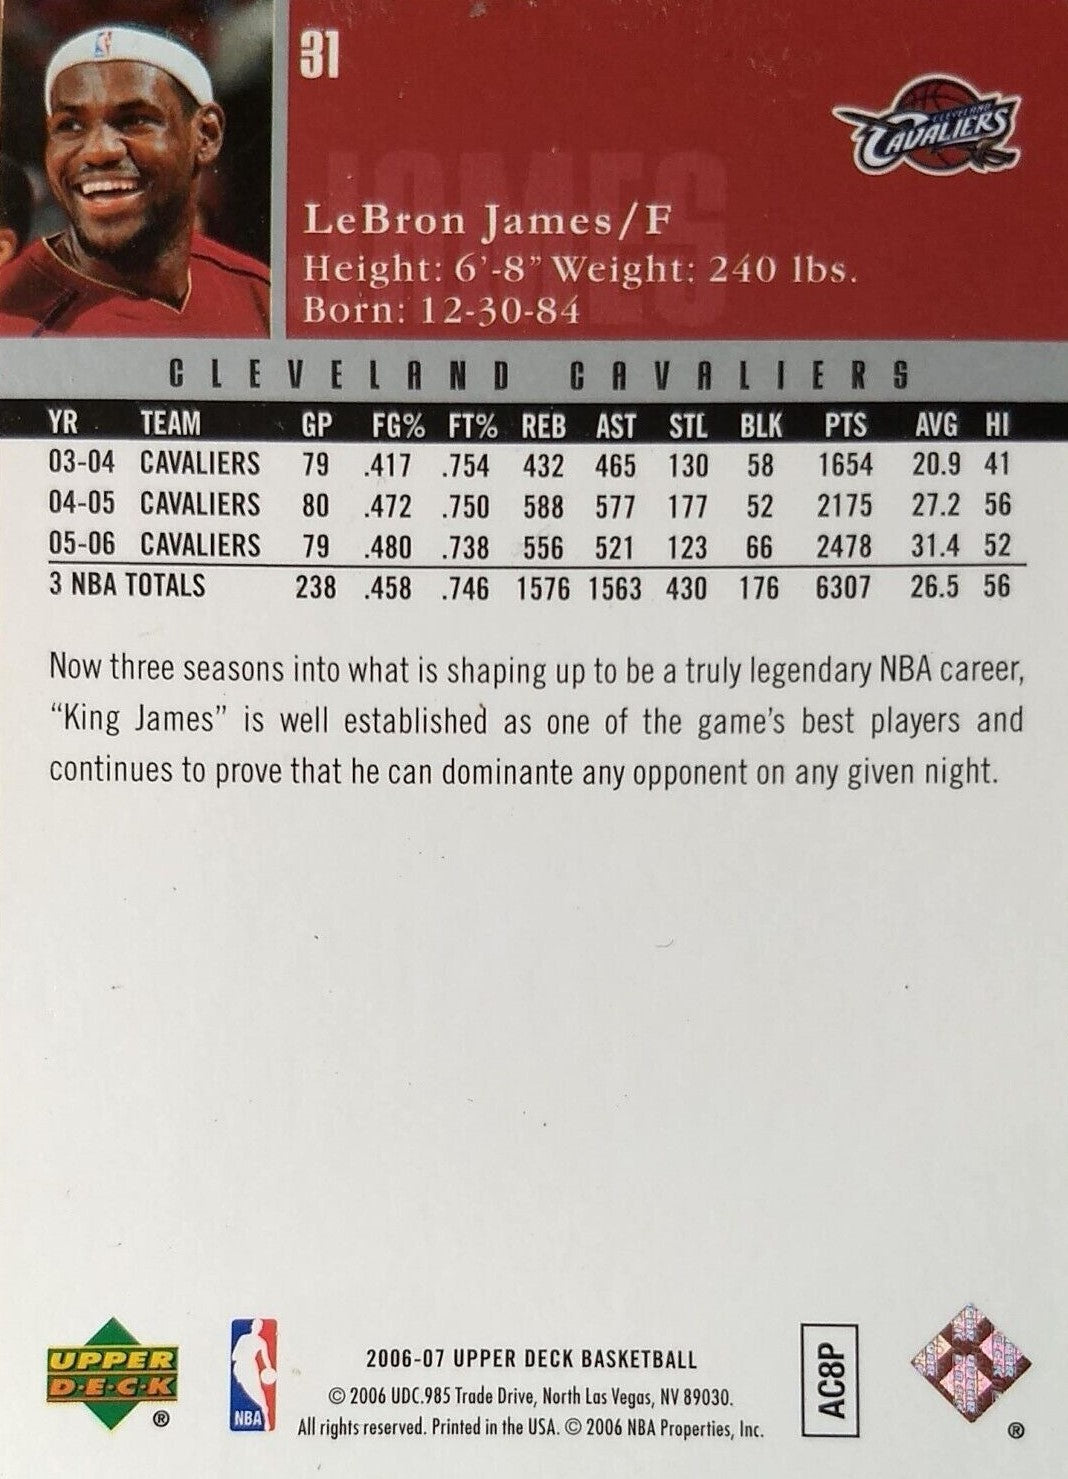 31
CLEVELAND
CAVALIERS
JAMES
LeBron James/F
Height: 6'-8" Weight: 240 lbs.
Born: 12-30-84
CLEVELAND CAVALIERS
YR TEAM GP FG% FT% REB AST STL BLK PTS AVG HI
03-04 CAVALIERS 79 .417 .754 432 465 130 58 1654 20.9 41
04-05 CAVALIERS 80 .472 .750 588 577 177 52 2175 27.2 56
05-06 CAVALIERS 79 .480 .738 556 521 123 66 2478 31.4 52
3 NBA TOTALS 238 .458 .746 1576 1563 430 176 6307 26.5 56
Now three seasons into what is shaping up to be a truly legendary NBA career,
“King James” is well established as one of the game's best players and
continues to prove that he can dominante any opponent on any given night.
UPPER
D·E·C·K
®
NBA
2006-07 UPPER DECK BASKETBALL
© 2006 UDC.985 Trade Drive, North Las Vegas, NV 89030.
All rights reserved. Printed in the USA. © 2006 NBA Properties, Inc.
AC8P
®